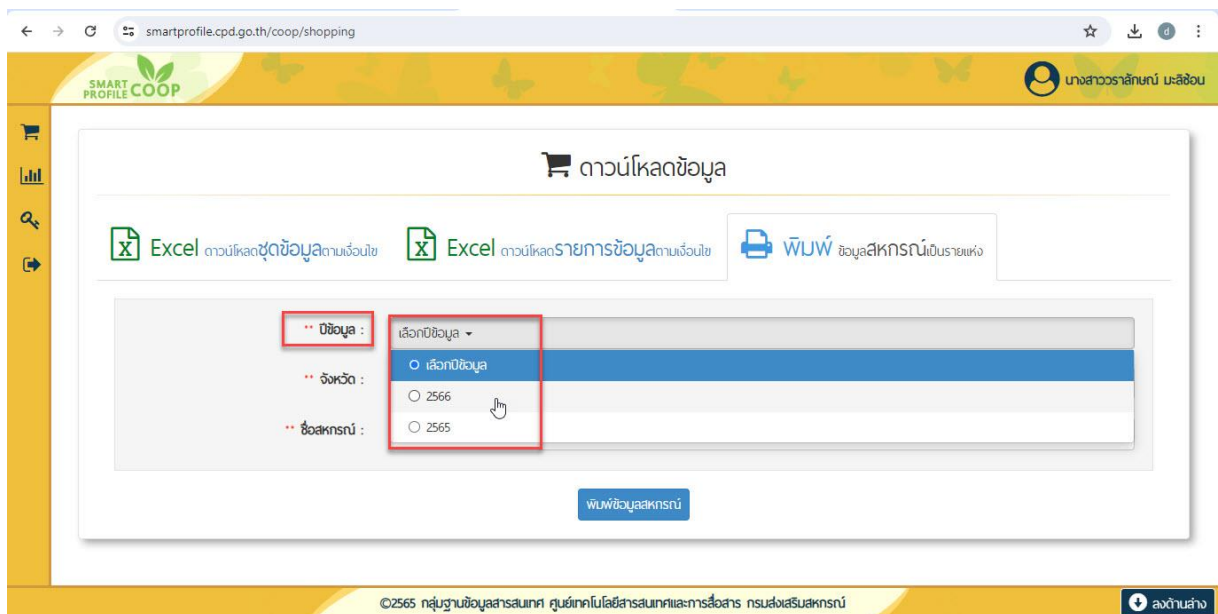 smartprofile.cpd.go.th/coop/shopping
d
SMART PROFILE COOP
นางสาววราลักษณ์ มะลิซ้อน
ดาวน์โหลดข้อมูล
Excel ดาวน์โหลดชุดข้อมูลตามเงื่อนไข
Excel ดาวน์โหลดรายการข้อมูลตามเงื่อนไข
พิมพ์ ข้อมูลสหกรณ์เป็นรายแห่ง
** ปีข้อมูล :
เลือกปีข้อมูล
เลือกปีข้อมูล
** จังหวัด :
2566
** ชื่อสหกรณ์ :
2565
พิมพ์ข้อมูลสหกรณ์
©2565 กลุ่มฐานข้อมูลสารสนเทศ ศูนย์เทคโนโลยีสารสนเทศและการสื่อสาร กรมส่งเสริมสหกรณ์
ลงด้านล่าง